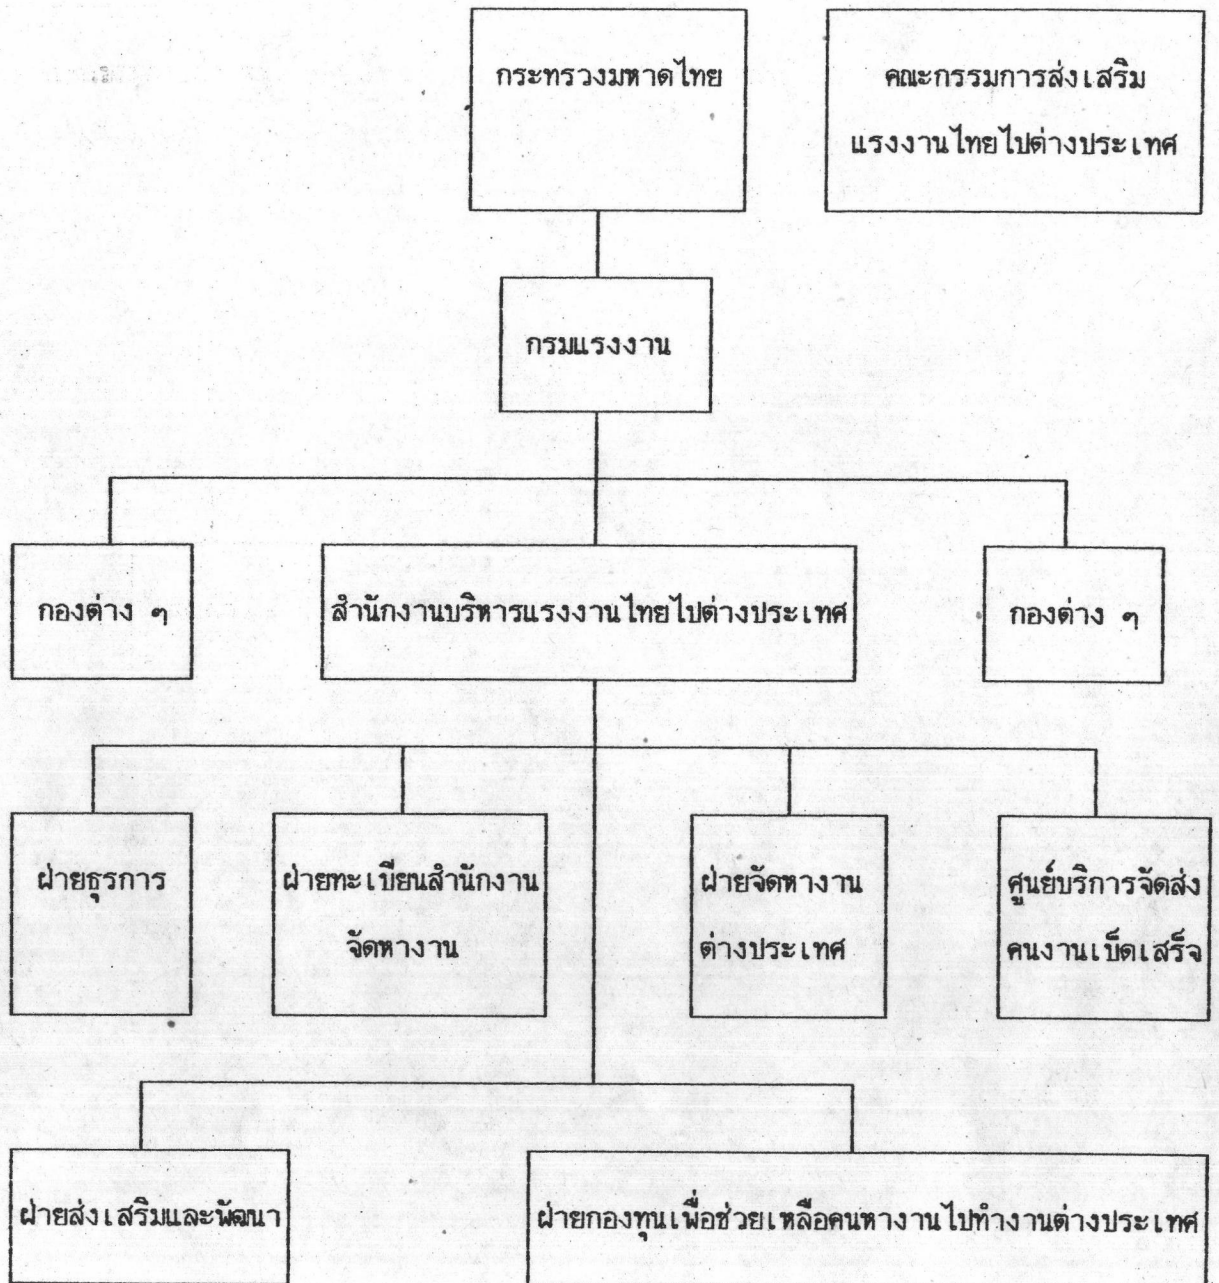 กระทรวงมหาดไทย
คณะกรรมการส่งเสริม
แรงงานไทยไปต่างประเทศ
กรมแรงงาน
กองต่าง ๆ
สำนักงานบริหารแรงงานไทยไปต่างประเทศ
กองต่าง ๆ
ฝ่ายธุรการ
ฝ่ายทะเบียนสำนักงาน
จัดหางาน
ฝ่ายจัดหางาน
ต่างประเทศ
ศูนย์บริการจัดส่ง
คนงานเบ็ดเสร็จ
ฝ่ายส่งเสริมและพัฒนา
ฝ่ายกองทุนเพื่อช่วยเหลือคนหางานไปทำงานต่างประเทศ